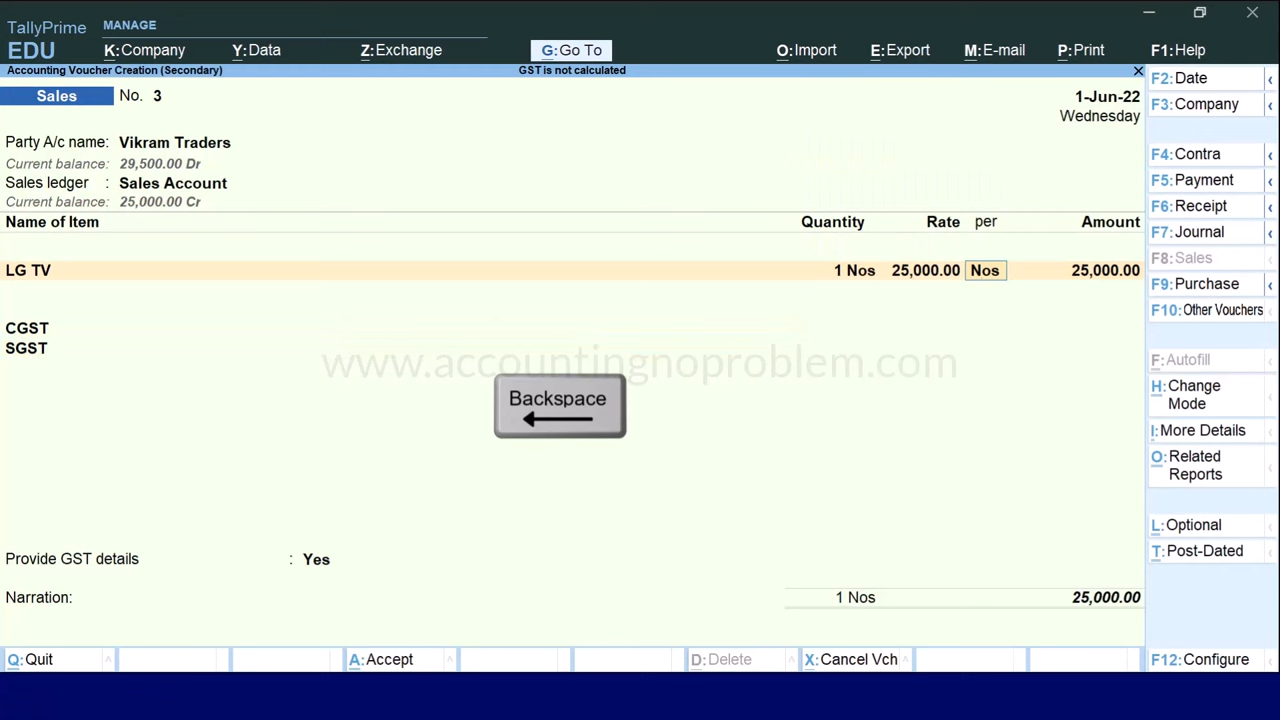 TallyPrime MANAGE
EDU K:Company Y:Data Z:Exchange G:Go To O:Import E:Export M:E-mail P:Print F1:Help
Accounting Voucher Creation (Secondary) GST is not calculated
Sales No. 3 1-Jun-22
Wednesday
Party A/c name: Vikram Traders
Current balance: 29,500.00 Dr
Sales ledger : Sales Account
Current balance: 25,000.00 Cr
Name of Item Quantity Rate per Amount
LG TV 1 Nos 25,000.00 Nos 25,000.00
CGST
SGST
www.accountingnoproblem.com
Backspace
Provide GST details : Yes
Narration: 1 Nos 25,000.00
F2:Date
F3:Company
F4:Contra
F5:Payment
F6:Receipt
F7:Journal
F8:Sales
F9:Purchase
F10:Other Vouchers
F:Autofill
H:Change
Mode
I:More Details
O:Related
Reports
L:Optional
T:Post-Dated
Q:Quit A:Accept D:Delete X:Cancel Vch F12:Configure